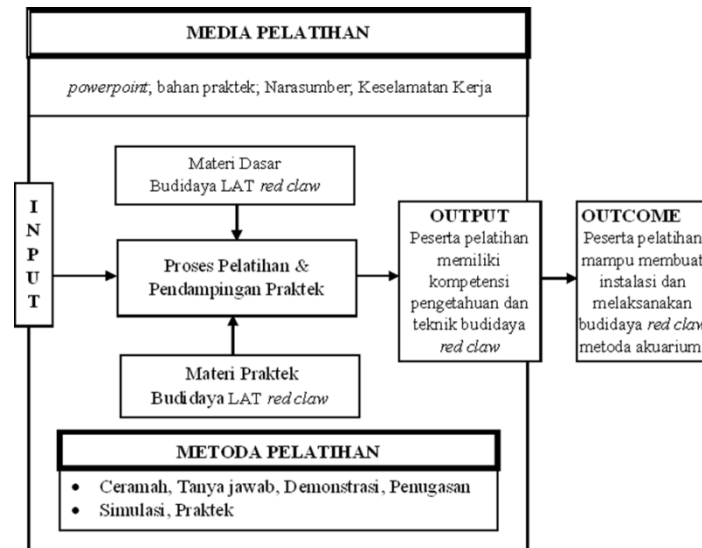 MEDIA PELATIHAN
powerpoint; bahan praktek; Narasumber, Keselamatan Kerja
Materi Dasar
Budidaya LAT red claw
I
N
P
U
T
Proses Pelatihan &
Pendampingan Praktek
OUTPUT
Peserta pelatihan
memiliki
kompetensi
pengetahuan dan
teknik budidaya
red claw
OUTCOME
Peserta pelatihan
mampu membuat
instalasi dan
melaksanakan
budidaya red claw
metoda akuarium
Materi Praktek
Budidaya LAT red claw
METODA PELATIHAN
• Ceramah, Tanya jawab, Demonstrasi, Penugasan
• Simulasi, Praktek